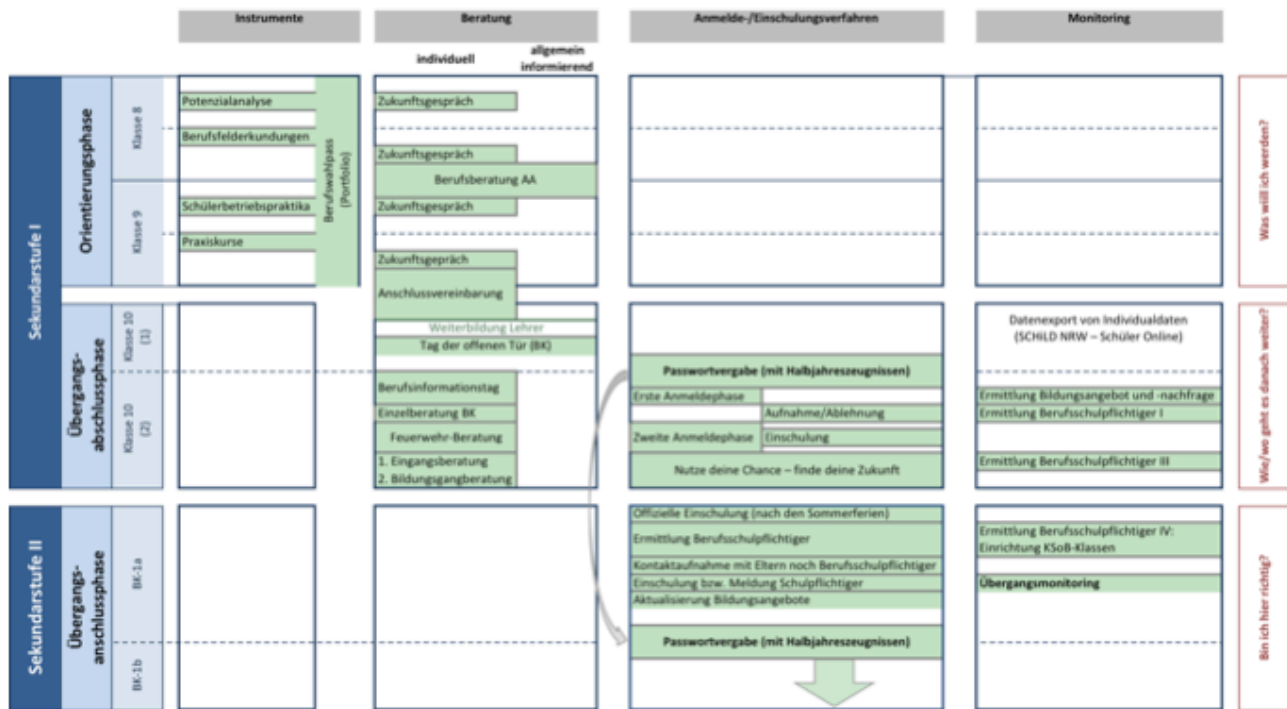 Instrumente
Beratung
Anmelde-/Einschulungsverfahren
Monitoring
individuell
allgemein
informierend
Sekundarstufe I
Orientierungsphase
Klasse 8
Klasse 9
Potenzialanalyse
Berufsfelderkundungen
Schülerbetriebspraktika
Praxiskurse
Berufswahlpass
(Portfolio)
Zukunftsgespräch
Zukunftsgespräch
Berufsberatung AA
Zukunftsgespräch
Zukunftsgepräch
Anschlussvereinbarung
Was wiill ich werden?
Übergangs-
abschlussphase
Klasse 10
(1)
Klasse 10
(2)
Weiterbildung Lehrer
Tag der offenen Tür (BK)
Berufsinformationstag
Einzelberatung BK
Feuerwehr-Beratung
1. Eingangsberatung
2. Bildungsgangberatung
Passwortvergabe (mit Halbjahreszeugnissen)
Erste Anmeldephase
Aufnahme/Ablehnung
Zweite Anmeldephase
Einschulung
Nutze deine Chance – finde deine Zukunft
Datenexport von Individualdaten
(SCHILD NRW – Schüler Online)
Ermittlung Bildungsangebot und -nachfrage
Ermittlung Berufsschulpflichtiger I
Ermittlung Berufsschulpflichtiger III
Wie/wo geht es danach weiter?
Sekundarstufe II
Übergangs-
anschlussphase
BK-1a
BK-1b
Offizielle Einschulung (nach den Sommerferien)
Ermittlung Berufsschulpflichtiger
Kontaktaufnahme mit Eltern noch Berufsschulpflichtiger
Einschulung bzw. Meldung Schulpflichtiger
Aktualisierung Bildungsangebote
Passwortvergabe (mit Halbjahreszeugnissen)
Ermittlung Berufsschulpflichtiger IV:
Einrichtung KSoB-Klassen
Übergangsmonitoring
Bin ich hier richtig?